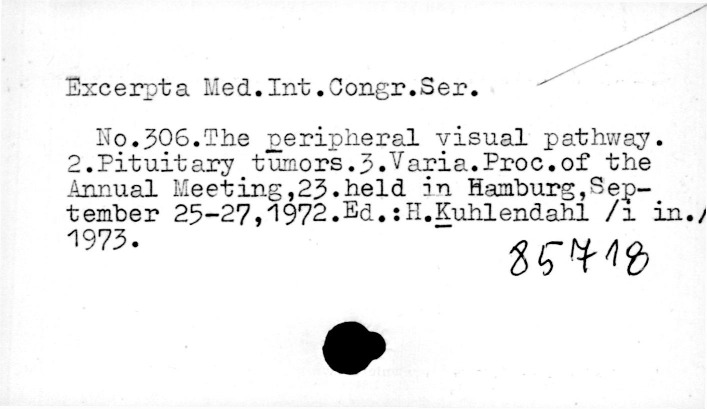 Excerpta Med.Int.Congr.Ser.
No.306.The peripheral visual pathway.
2.Pituitary tumors.3.Varia.Proc.of the
Annual Meeting,23.held in Hamburg,Sep-
tember 25-27,1972.Ed.:H.Kuhlendahl /i in./
1973.
85718